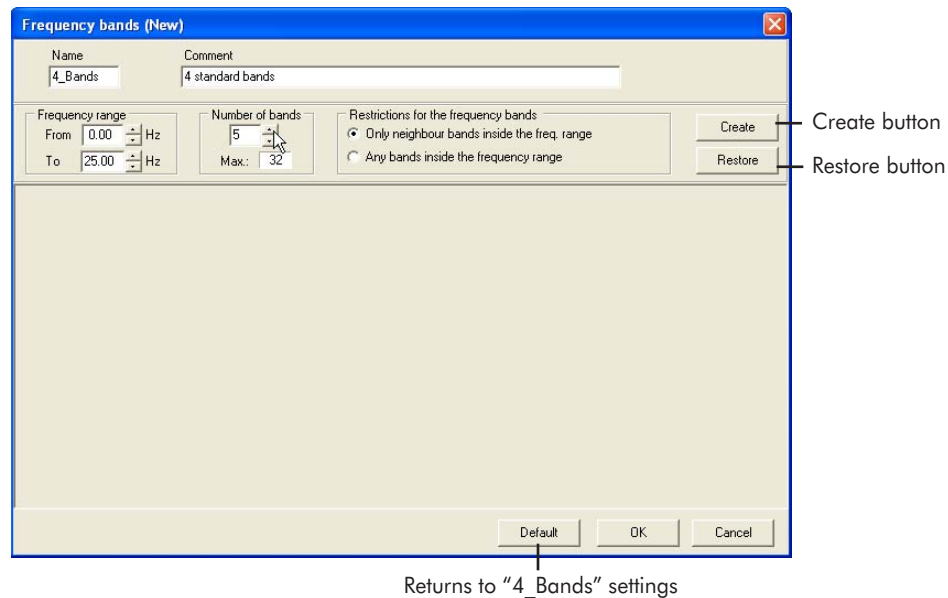 Frequency bands (New)
Name Comment
4_Bands 4 standard bands
Frequency range Number of bands Restrictions for the frequency bands
From 0.00 Hz 5 Only neighbour bands inside the freq. range Create Create button
To 25.00 Hz Max.: 32 Any bands inside the frequency range Restore Restore button
Default OK Cancel
Returns to “4_Bands” settings